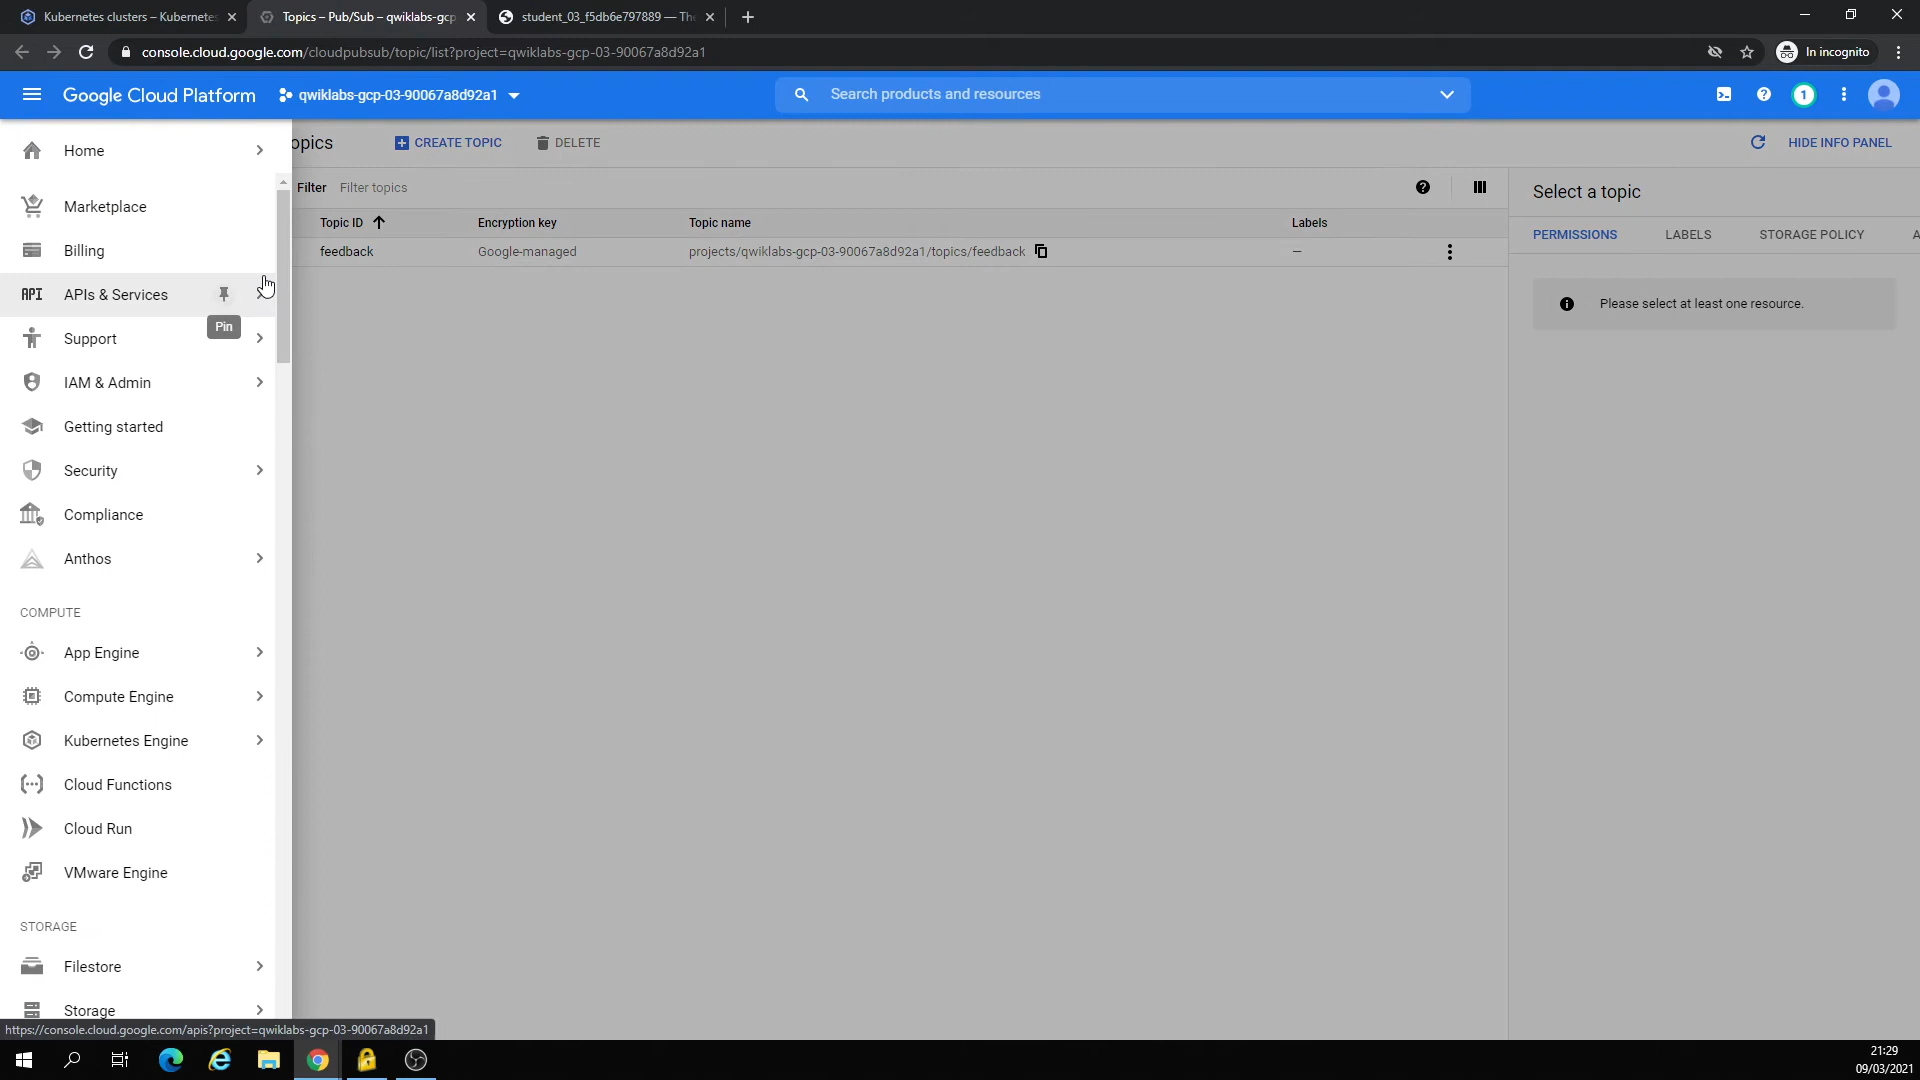 Kubernetes clusters – Kubernetes
Topics – Pub/Sub – qwiklabs-gcp
student_03_f5db6e797889 — The
console.cloud.google.com/cloudpubsub/topic/list?project=qwiklabs-gcp-03-90067a8d92a1
In incognito
Google Cloud Platform
qwiklabs-gcp-03-90067a8d92a1
Search products and resources
1
Home
opics
CREATE TOPIC
DELETE
HIDE INFO PANEL
Marketplace
Filter
Filter topics
Select a topic
Topic ID
Encryption key
Topic name
Labels
PERMISSIONS
LABELS
STORAGE POLICY
A
Billing
feedback
Google-managed
projects/qwiklabs-gcp-03-90067a8d92a1/topics/feedback
—
API
APIs & Services
Please select at least one resource.
Pin
Support
IAM & Admin
Getting started
Security
Compliance
Anthos
COMPUTE
App Engine
Compute Engine
Kubernetes Engine
Cloud Functions
Cloud Run
VMware Engine
STORAGE
Filestore
Storage
https://console.cloud.google.com/apis?project=qwiklabs-gcp-03-90067a8d92a1
21:29
09/03/2021